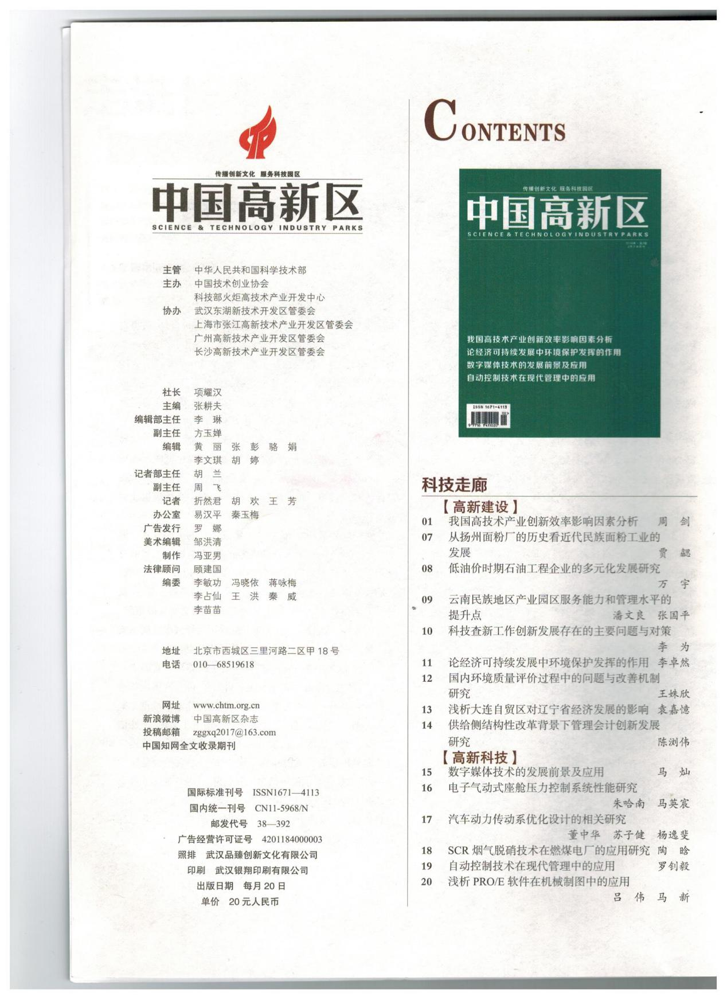 传播创新文化 服务科技园区
中国高新区
SCIENCE & TECHNOLOGY INDUSTRY PARKS
主管 中华人民共和国科学技术部
主办 中国技术创业协会
科技部火炬高技术产业开发中心
协办 武汉东湖新技术开发区管委会
上海市张江高新技术产业开发区管委会
广州高新技术产业开发区管委会
长沙高新技术产业开发区管委会
社长 项耀汉
主编 张耕夫
编辑部主任 李 琳
副主任 方玉婵
编辑 黄 丽 张 彭 骆 娟
李文琪 胡 婷
记者部主任 胡 兰
副主任 周 飞
记者 折然君 胡 欢 王 芳
办公室 易汉平 秦玉梅
广告发行 罗 娜
美术编辑 邹洪清
制作 冯亚男
法律顾问 顾建国
编委 李敏功 冯晓依 蒋咏梅
李占仙 王 洪 秦 威
李苗苗
地址 北京市西城区三里河路二区甲 18 号
电话 010—68519618
网址 www.chtm.org.cn
新浪微博 中国高新区杂志
投稿邮箱 zggxq2017@163.com
中国知网全文收录期刊
国际标准刊号 ISSN1671—4113
国内统一刊号 CN11-5968/N
邮发代号 38—392
广告经营许可证号 4201184000003
照排 武汉品臻创新文化有限公司
印刷 武汉银翔印刷有限公司
出版日期 每月 20 日
单价 20 元人民币
CONTENTS
传播创新文化 服务科技园区
中国高新区
SCIENCE & TECHNOLOGY INDUSTRY PARKS
我国高技术产业创新效率影响因素分析
论经济可持续发展中环境保护发挥的作用
数字媒体技术的发展前景及应用
自动控制技术在现代管理中的应用
ISSN 1671-4113
科技走廊
【高新建设】
01 我国高技术产业创新效率影响因素分析 周 剑
07 从扬州面粉厂的历史看近代民族面粉工业的
发展 贾 勰
08 低油价时期石油工程企业的多元化发展研究
万 宇
09 云南民族地区产业园区服务能力和管理水平的
提升点 潘文良 张国平
10 科技查新工作创新发展存在的主要问题与对策
李 为
11 论经济可持续发展中环境保护发挥的作用 李卓然
12 国内环境质量评价过程中的问题与改善机制
研究 王姝欣
13 浅析大连自贸区对辽宁省经济发展的影响 袁嘉憶
14 供给侧结构性改革背景下管理会计创新发展
研究 陈浏伟
【高新科技】
15 数字媒体技术的发展前景及应用 马 灿
16 电子气动式座舱压力控制系统性能研究
朱哈南 马英宸
17 汽车动力传动系优化设计的相关研究
董中华 苏子健 杨逸斐
18 SCR 烟气脱硝技术在燃煤电厂的应用研究 陶 晗
19 自动控制技术在现代管理中的应用 罗钊毅
20 浅析 PRO/E 软件在机械制图中的应用
吕 伟 马 新